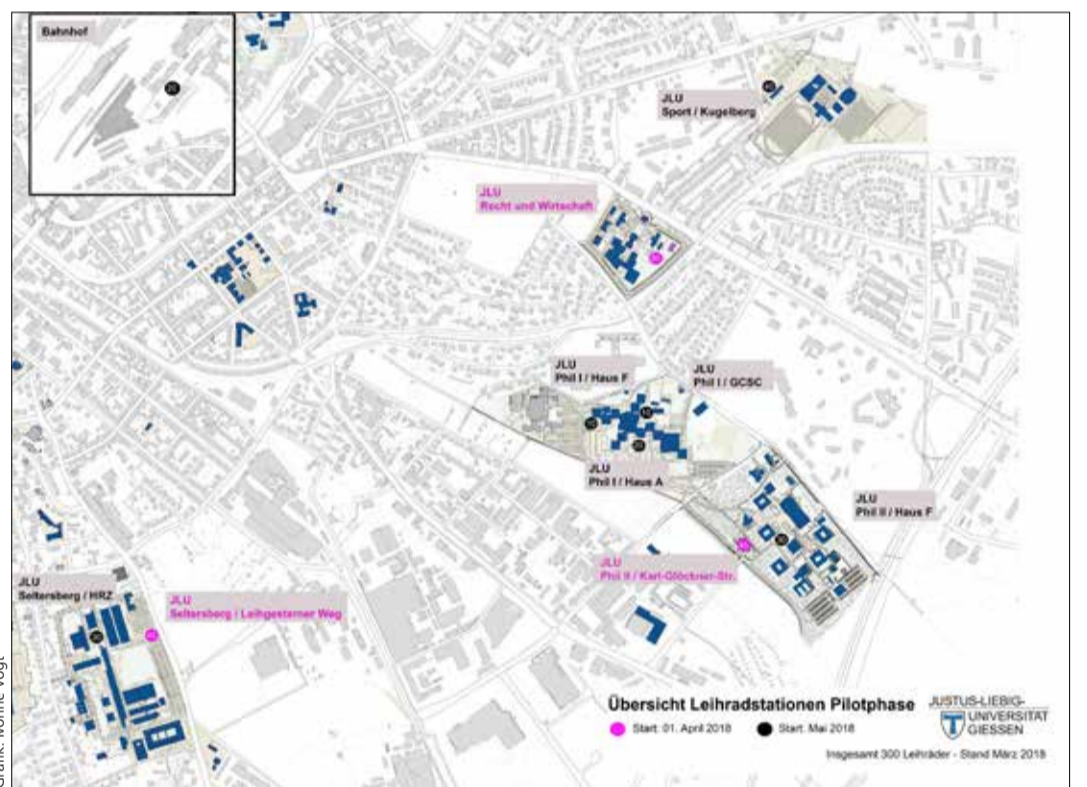 Bahnhof
20
JLU
Sport / Kugelberg
JLU
Recht und Wirtschaft
JLU
Phil I / Haus F
JLU
Phil I / GCSC
JLU
Phil I / Haus A
JLU
Phil II / Haus F
JLU
Phil II / Karl-Glöckner-Str.
JLU
Seltersberg / HRZ
JLU
Seltersberg / Leihgesterner Weg
Übersicht Leihradstationen Pilotphase
Start: 01. April 2018
Start: Mai 2018
JUSTUS-LIEBIG-
UNIVERSITÄT
GIESSEN
Insgesamt 300 Leihräder - Stand März 2018
Grafik: Ivonne Vogt